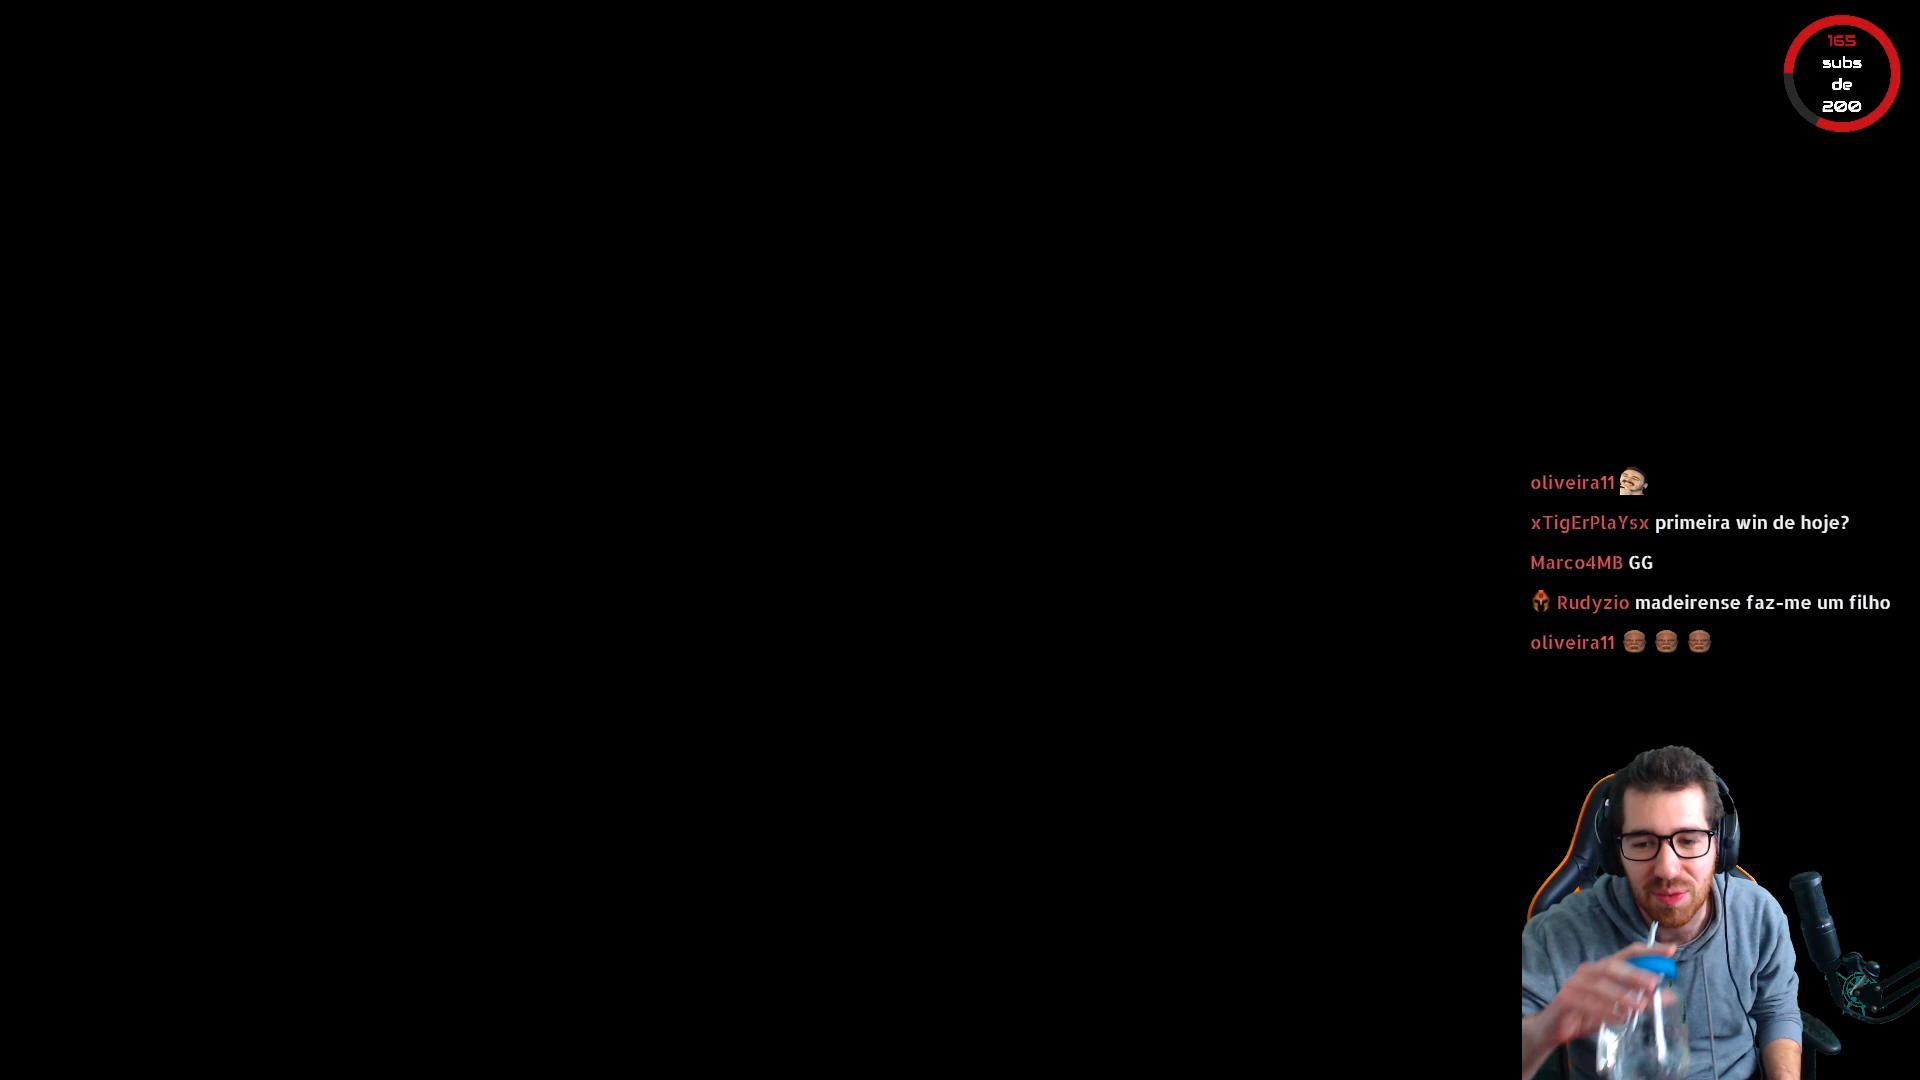 165
subs
de
200
oliveira11
xTigErPlaYsx primeira win de hoje?
Marco4MB GG
Rudyzio madeirense faz-me um filho
oliveira11